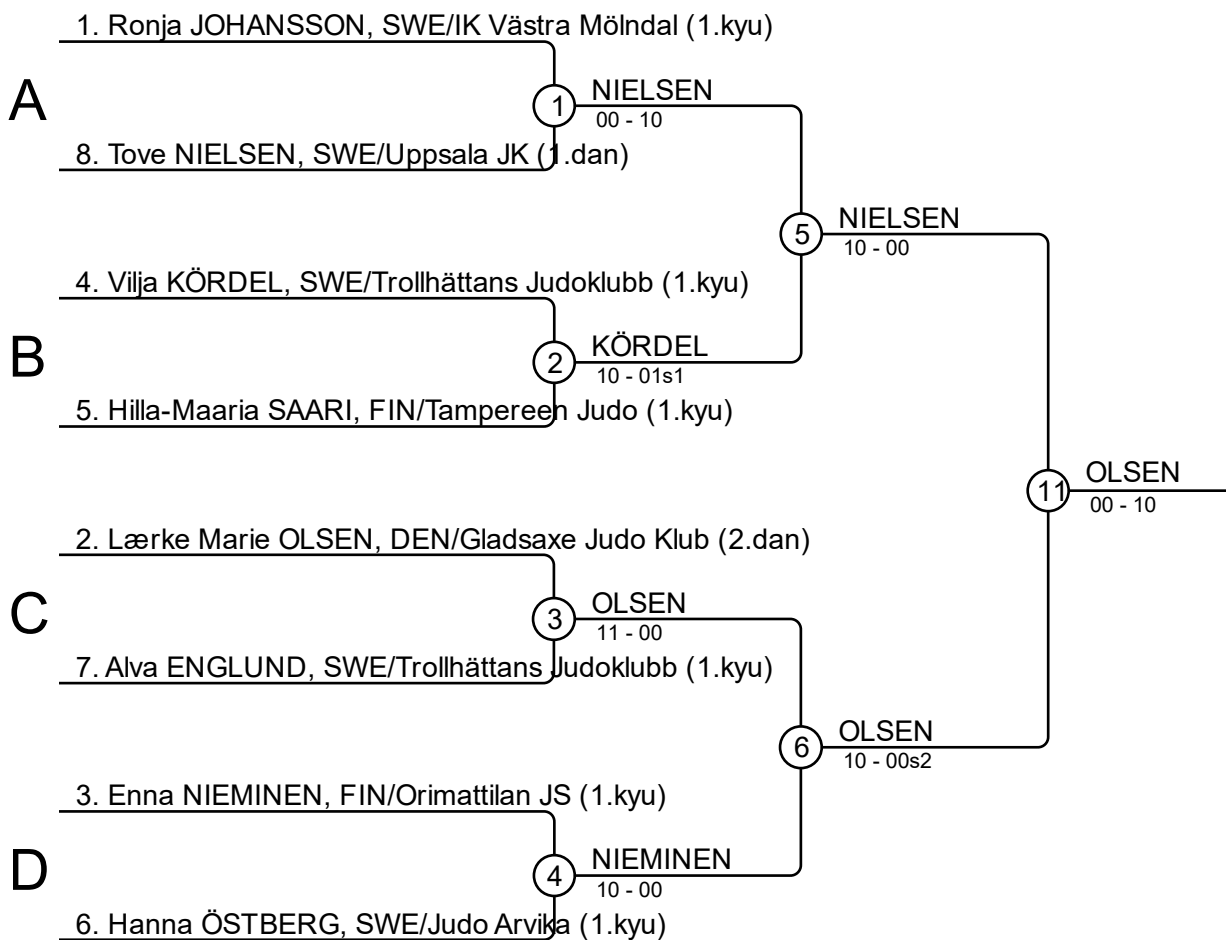 1. Ronja JOHANSSON, SWE/IK Västra Mölndal (1.kyu)
A
1
NIELSEN
00 - 10
8. Tove NIELSEN, SWE/Uppsala JK (1.dan)
5
NIELSEN
10 - 00
4. Vilja KÖRDEL, SWE/Trollhättans Judoklubb (1.kyu)
B
2
KÖRDEL
10 - 01s1
5. Hilla-Maaria SAARI, FIN/Tampereen Judo (1.kyu)
11
OLSEN
00 - 10
2. Lærke Marie OLSEN, DEN/Gladsaxe Judo Klub (2.dan)
C
3
OLSEN
11 - 00
7. Alva ENGLUND, SWE/Trollhättans Judoklubb (1.kyu)
6
OLSEN
10 - 00s2
3. Enna NIEMINEN, FIN/Orimattilan JS (1.kyu)
D
4
NIEMINEN
10 - 00
6. Hanna ÖSTBERG, SWE/Judo Arvika (1.kyu)